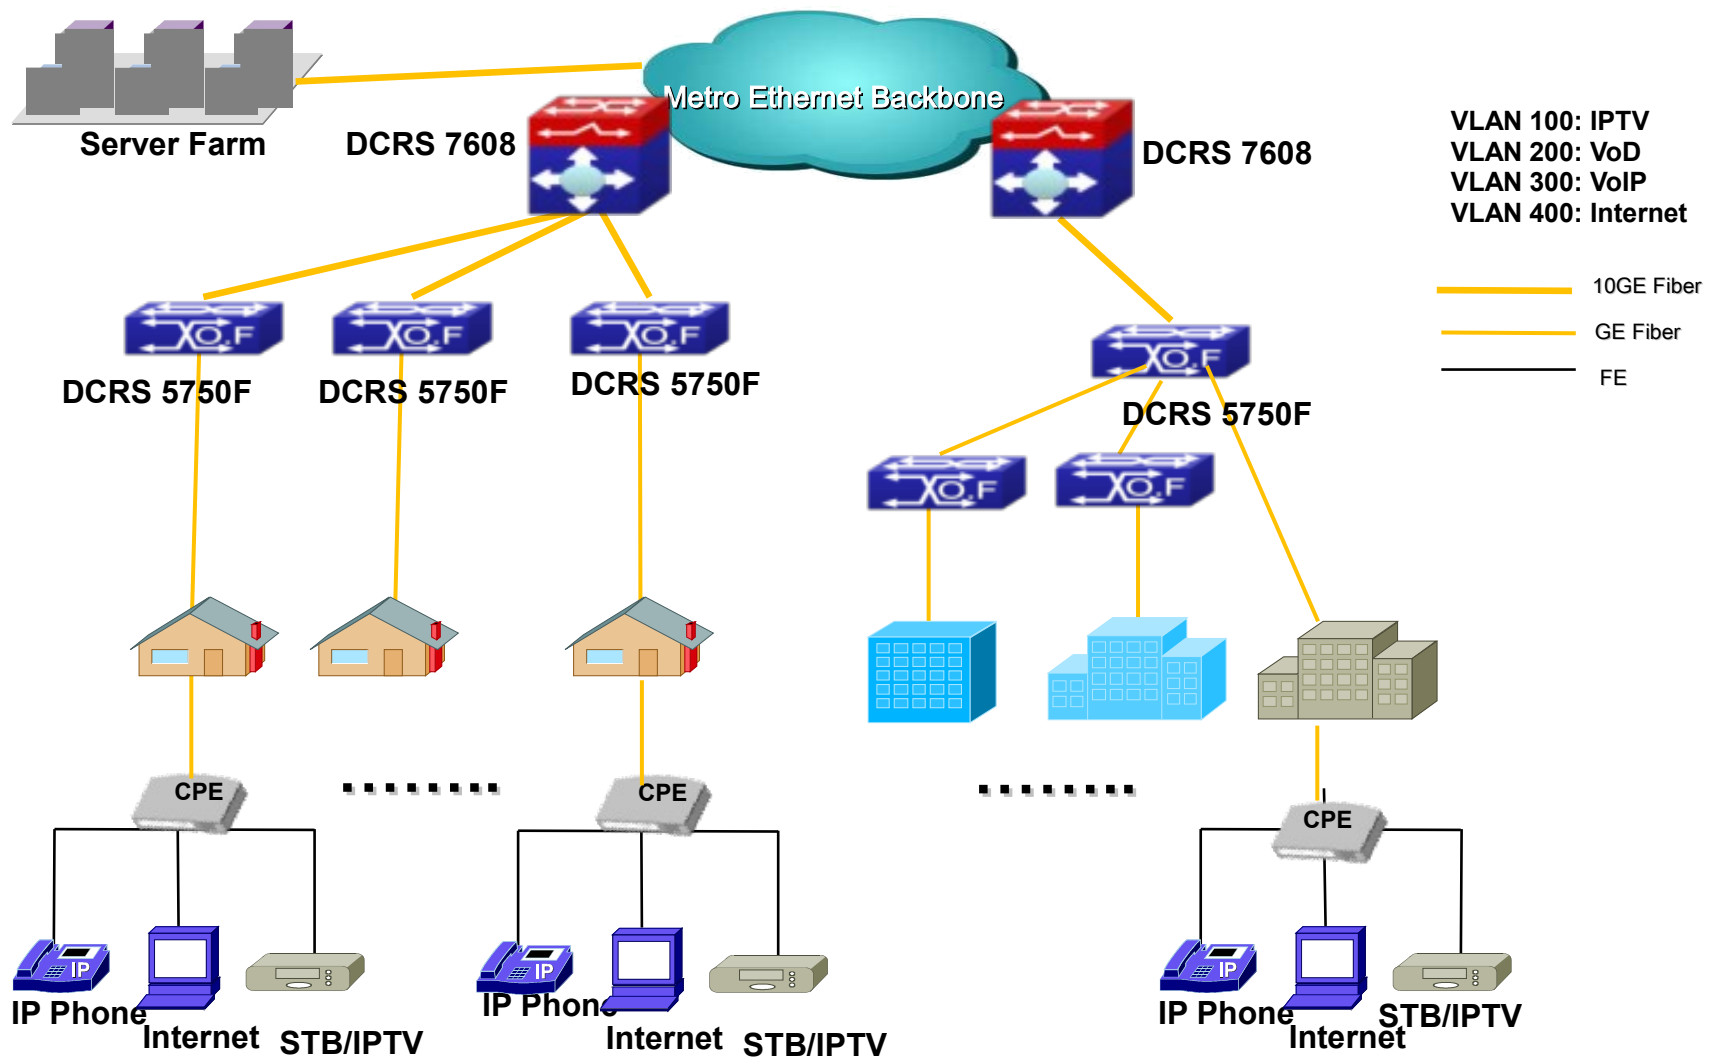 Metro Ethernet Backbone
Server Farm
DCRS 7608
DCRS 7608
VLAN 100: IPTV
VLAN 200: VoD
VLAN 300: VoIP
VLAN 400: Internet
10GE Fiber
GE Fiber
FE
O.F
O.F
O.F
O.F
DCRS 5750F
DCRS 5750F
DCRS 5750F
DCRS 5750F
O.F
O.F
CPE
CPE
CPE
IP
IP
IP
IP Phone
Internet
STB/IPTV
IP Phone
Internet
STB/IPTV
IP Phone
Internet
STB/IPTV